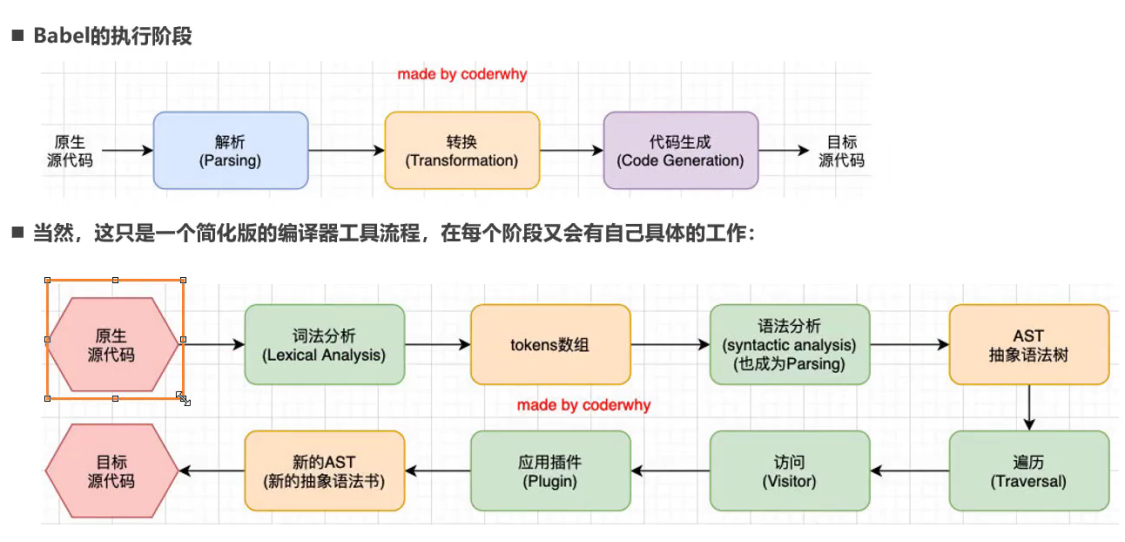 ■ Babel的执行阶段
made by coderwhy
原生
源代码
解析
(Parsing)
转换
(Transformation)
代码生成
(Code Generation)
目标
源代码
■ 当然，这只是一个简化版的编译器工具流程，在每个阶段又会有自己具体的工作：
原生
源代码
词法分析
(Lexical Analysis)
tokens数组
语法分析
(syntactic analysis)
(也成为Parsing)
AST
抽象语法树
made by coderwhy
目标
源代码
新的AST
(新的抽象语法书)
应用插件
(Plugin)
访问
(Visitor)
遍历
(Traversal)